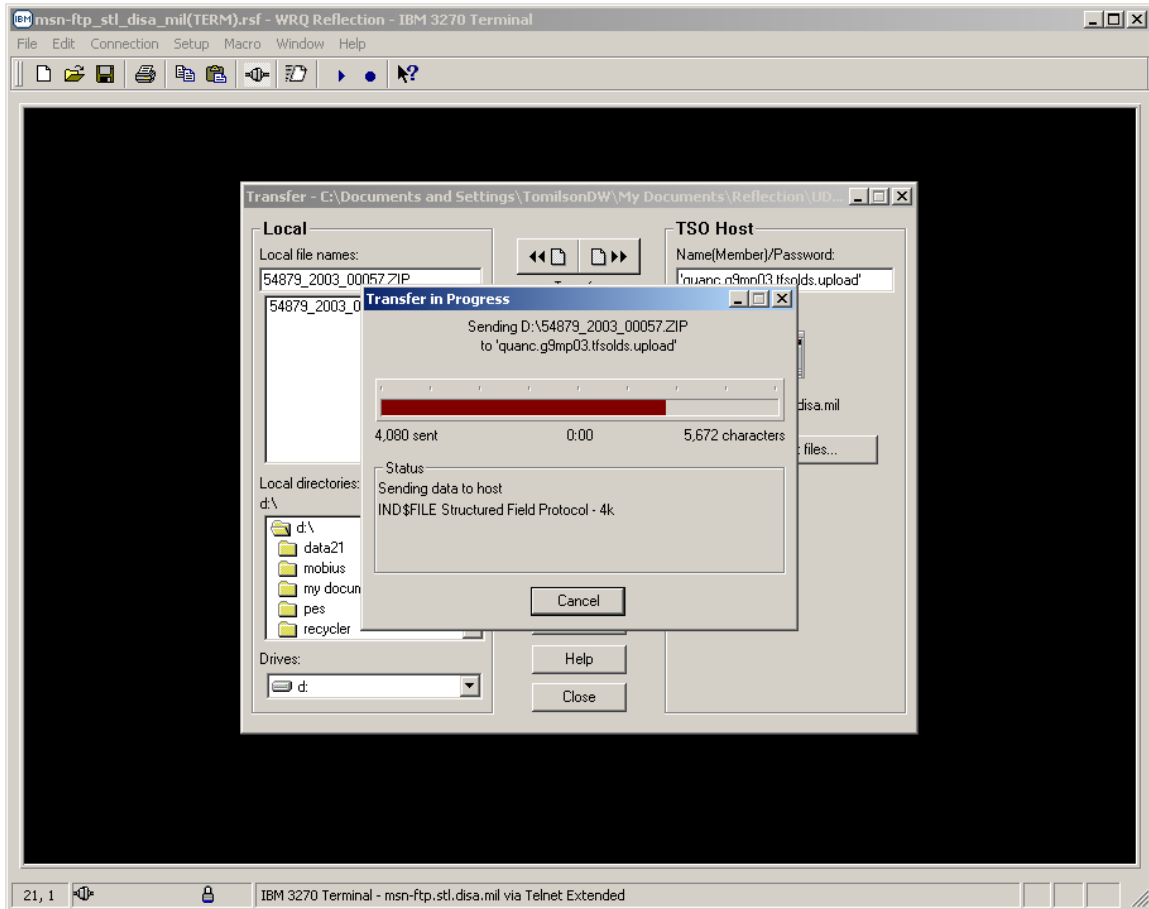 IBM msn-ftp_stl_disa_mil(TERM).rsf - WRQ Reflection - IBM 3270 Terminal
File Edit Connection Setup Macro Window Help
Transfer - C:\Documents and Settings\TomilsonDW\My Documents\Reflection\UD...
Local
Local file names:
54879_2003_00057.ZIP
54879_2003_0
TSO Host
Name(Member)/Password:
'quanc.g9mp03.tfsolds.upload'
Transfer in Progress
Sending D:\54879_2003_00057.ZIP
to 'quanc.g9mp03.tfsolds.upload'
4,080 sent 0:00 5,672 characters
Status
Sending data to host
IND$FILE Structured Field Protocol - 4k
Cancel
disa.mil
files...
Local directories:
d:\
d:\
data21
mobius
my docum
pes
recycler
Drives:
d:
Help
Close
21, 1 IBM 3270 Terminal - msn-ftp.stl.disa.mil via Telnet Extended